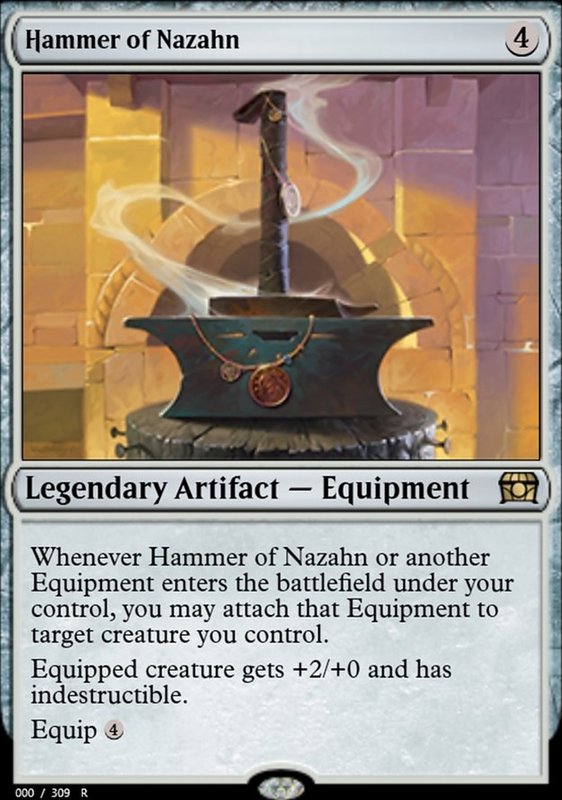 Hammer of Nazahn
4
Legendary Artifact — Equipment
Whenever Hammer of Nazahn or another
Equipment enters the battlefield under your
control, you may attach that Equipment to
target creature you control.
Equipped creature gets +2/+0 and has
indestructible.
Equip 4
000 / 309 R